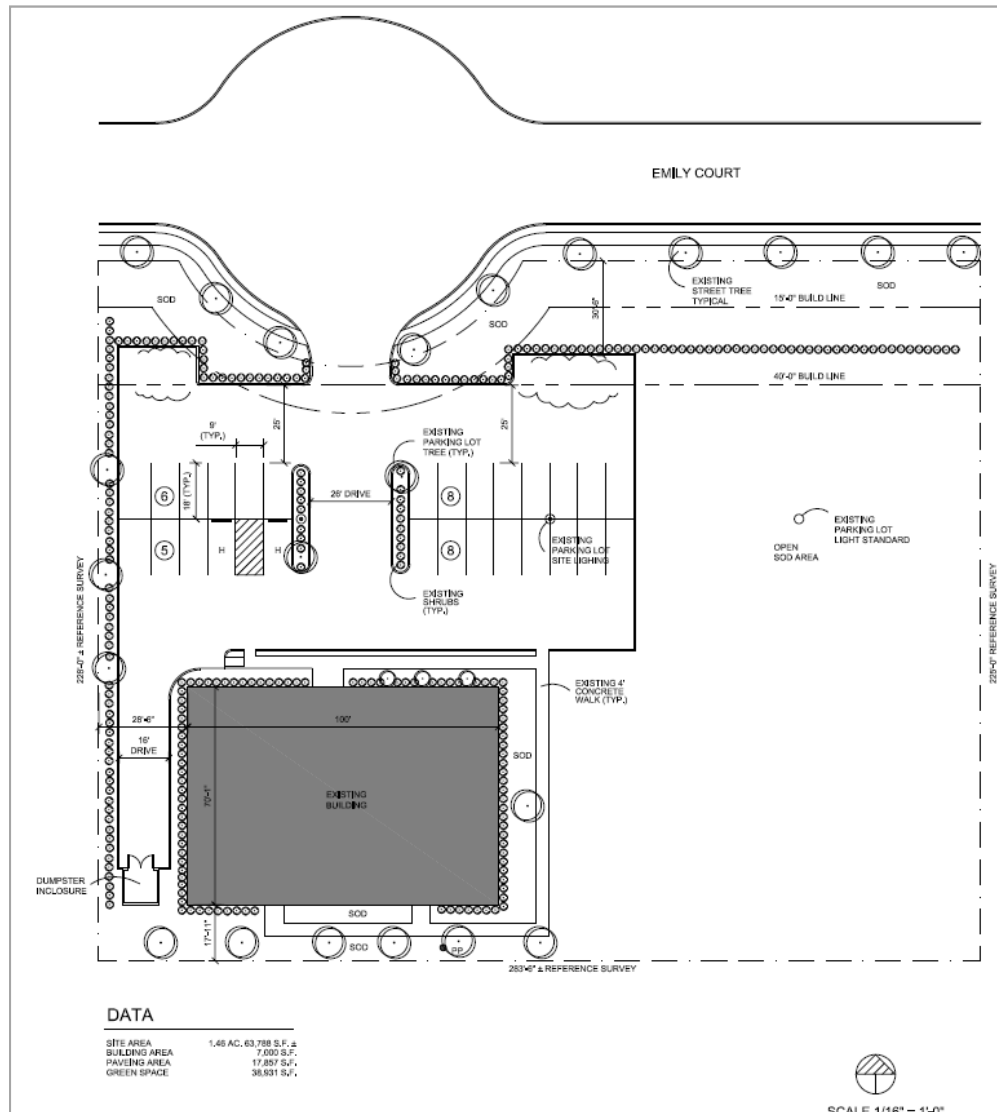 EMILY COURT
EXISTING
STREET TREE
TYPICAL
SOD
SOD
SOD
30'-6"
15'-0" BUILD LINE
40'-0" BUILD LINE
9'
(TYP.)
25'
25'
EXISTING
PARKING LOT
TREE (TYP.)
18' (TYP.)
6
26' DRIVE
8
5
H
H
8
EXISTING
PARKING LOT
SITE LIGHING
EXISTING
PARKING LOT
LIGHT STANDARD
OPEN
SOD AREA
EXISTING
SHRUBS
(TYP.)
228'-0" ± REFERENCE SURVEY
225'-0" REFERENCE SURVEY
EXISTING 4'
CONCRETE
WALK (TYP.)
28'-6"
100'
16'
DRIVE
SOD
70'-1"
EXISTING
BUILDING
DUMPSTER
INCLOSURE
SOD
17'-11"
SOD
PP
283'-6" ± REFERENCE SURVEY
DATA
SITE AREA 1.46 AC. 63,788 S.F. ±
BUILDING AREA 7,000 S.F.
PAVEING AREA 17,857 S.F.
GREEN SPACE 38,931 S.F.
SCALE 1/16" = 1'-0"